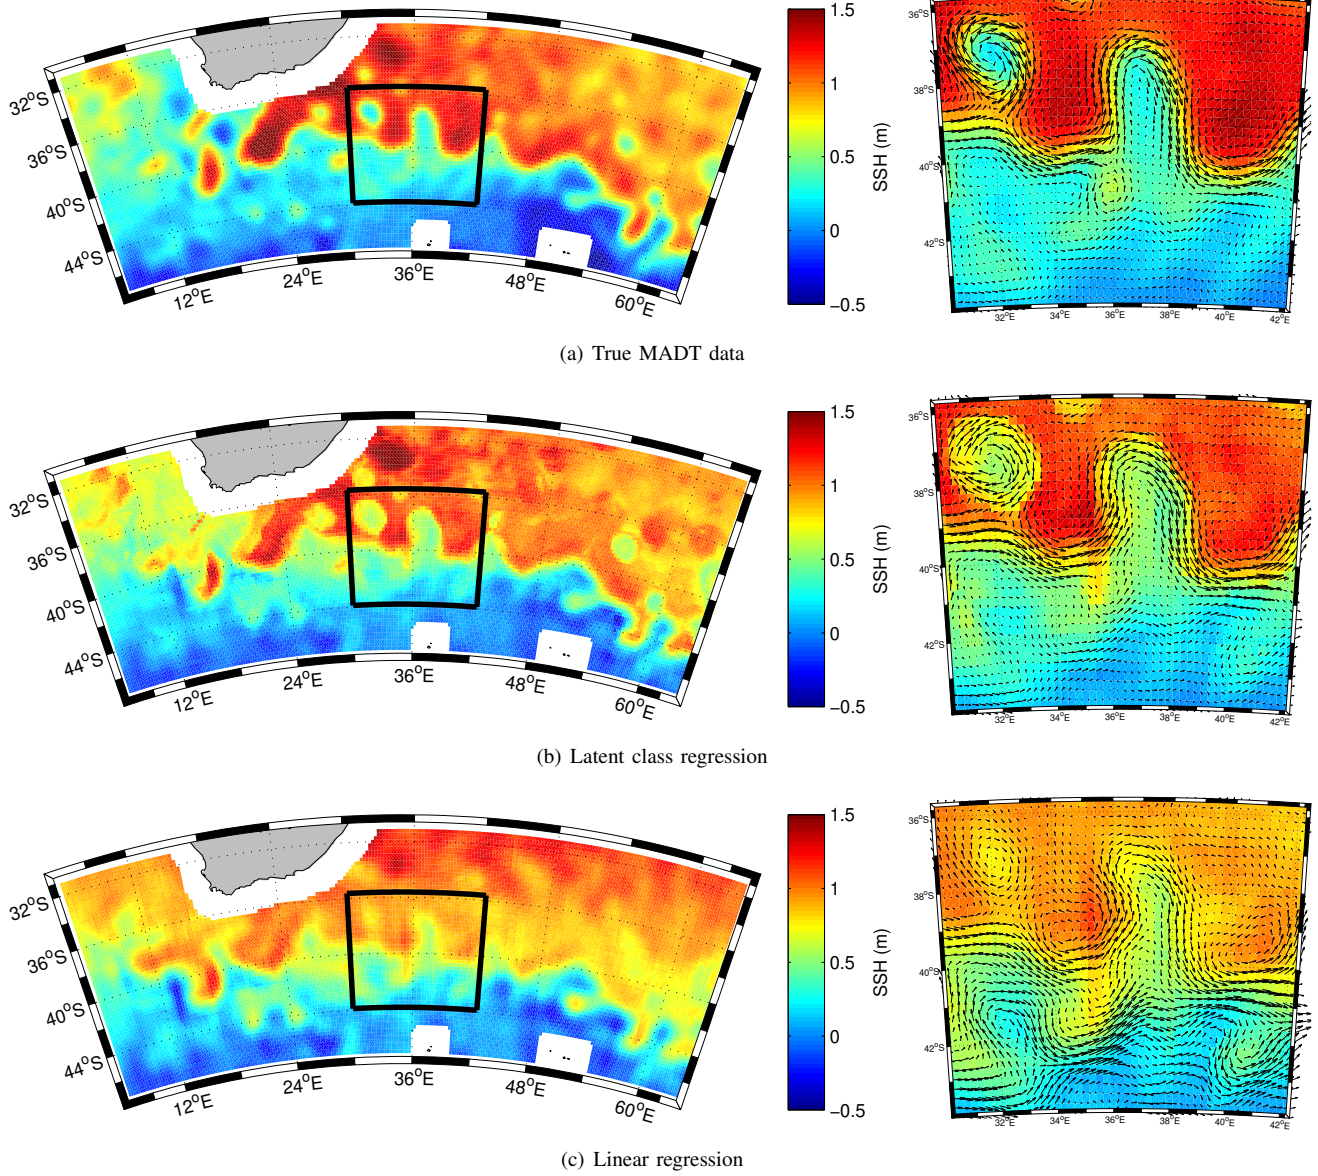 32°S
36°S
40°S
44°S
12°E
24°E
36°E
48°E
60°E
1.5
1
0.5
0
−0.5
SSH (m)
36°S
38°S
40°S
42°S
32°E
34°E
36°E
38°E
40°E
42°E
(a) True MADT data
32°S
36°S
40°S
44°S
12°E
24°E
36°E
48°E
60°E
1.5
1
0.5
0
−0.5
SSH (m)
36°S
38°S
40°S
42°S
32°E
34°E
36°E
38°E
40°E
42°E
(b) Latent class regression
32°S
36°S
40°S
44°S
12°E
24°E
36°E
48°E
60°E
1.5
1
0.5
0
−0.5
SSH (m)
36°S
38°S
40°S
42°S
32°E
34°E
36°E
38°E
40°E
42°E
(c) Linear regression